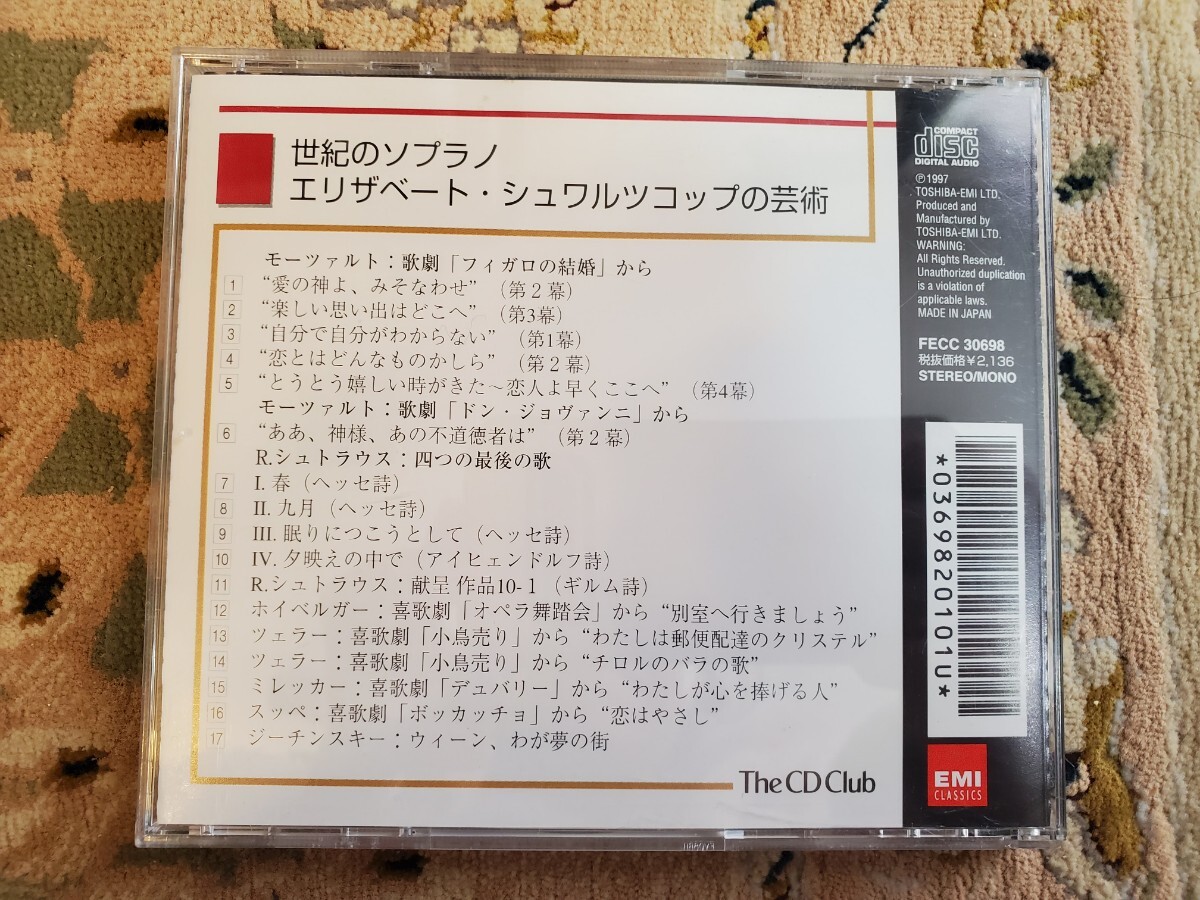 世紀のソプラノ
エリザベート・シュワルツコップの芸術
モーツァルト：歌劇「フィガロの結婚」から
1 “愛の神よ、みそなわせ”（第２幕）
2 “楽しい思い出はどこへ”（第3幕）
3 “自分で自分がわからない”（第1幕）
4 “恋とはどんなものかしら”（第２幕）
5 “とうとう嬉しい時がきた～恋人よ早くここへ”（第4幕）
モーツァルト：歌劇「ドン・ジョヴァンニ」から
6 “ああ、神様、あの不道徳者は”（第２幕）
R.シュトラウス：四つの最後の歌
7 I. 春（ヘッセ詩）
8 II. 九月（ヘッセ詩）
9 III. 眠りにつこうとして（ヘッセ詩）
10 IV. 夕映えの中で（アイヒェンドルフ詩）
11 R.シュトラウス：献呈 作品10-１（ギルム詩）
12 ホイベルガー：喜歌劇「オペラ舞踏会」から“別室へ行きましょう”
13 ツェラー：喜歌劇「小鳥売り」から“わたしは郵便配達のクリステル”
14 ツェラー：喜歌劇「小鳥売り」から“チロルのバラの歌”
15 ミレッカー：喜歌劇「デュバリー」から“わたしが心を捧げる人”
16 スッペ：喜歌劇「ボッカッチョ」から“恋はやさし”
17 ジーチンスキー：ウィーン、わが夢の街
The CD Club
COMPACT
disc
DIGITAL AUDIO
℗1997
TOSHIBA-EMI LTD.
Produced and
Manufactured by
TOSHIBA-EMI LTD.
WARNING:
All Rights Reserved.
Unauthorized duplication
is a violation of
applicable laws.
MADE IN JAPAN
FECC 30698
税抜価格￥2,136
STEREO/MONO
*0369820101U*
EMI
CLASSICS